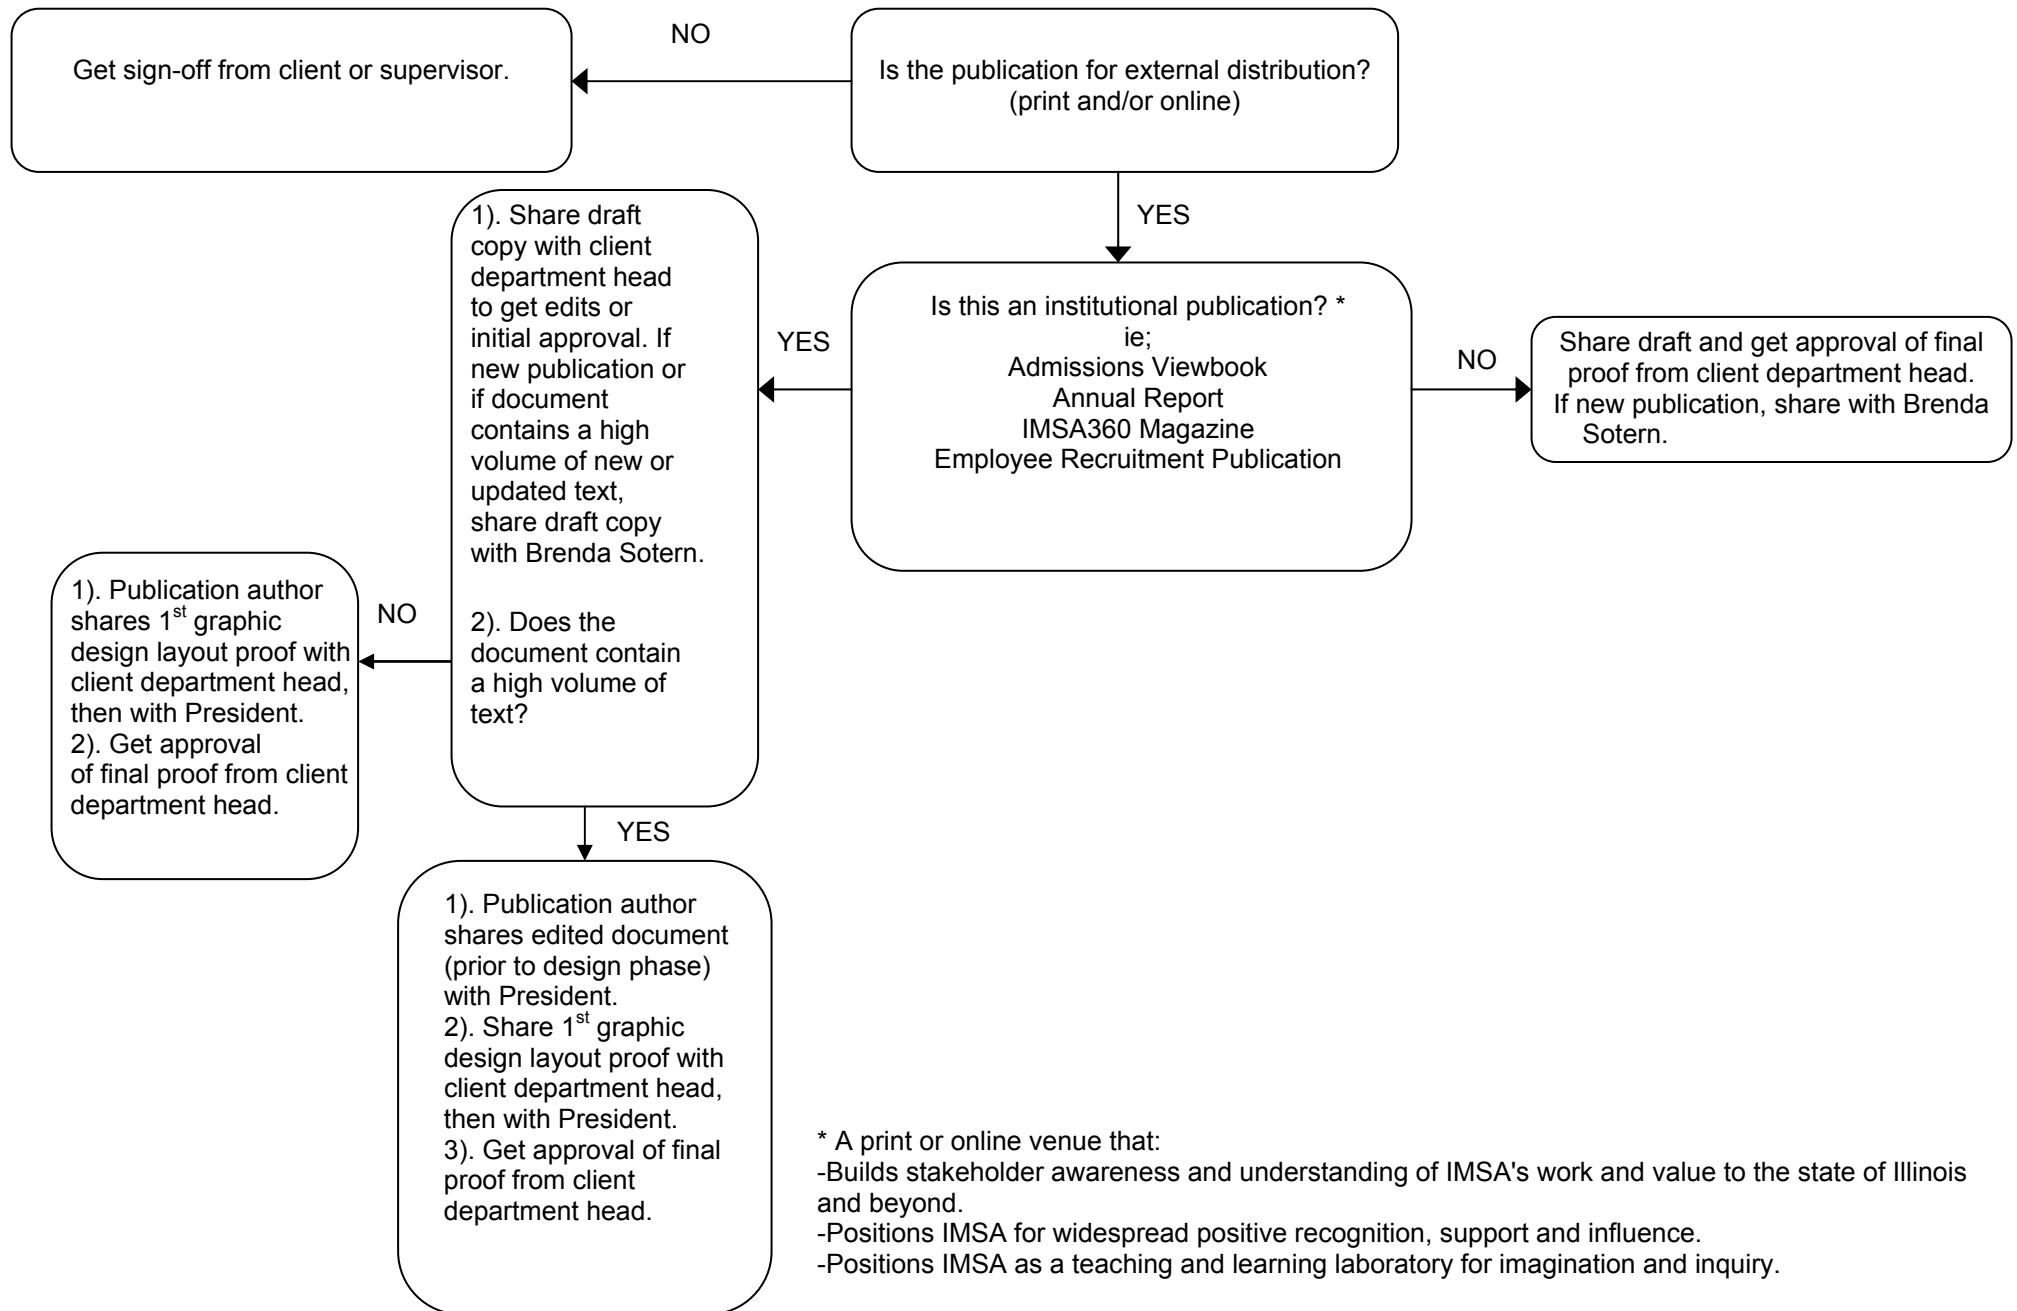 Get sign-off from client or supervisor.
NO
Is the publication for external distribution?
(print and/or online)
YES
1). Share draft
copy with client
department head
to get edits or
initial approval. If
new publication or
if document
contains a high
volume of new or
updated text,
share draft copy
with Brenda Sotern.
2). Does the
document contain
a high volume of
text?
YES
Is this an institutional publication? *
ie;
Admissions Viewbook
Annual Report
IMSA360 Magazine
Employee Recruitment Publication
NO
Share draft and get approval of final
proof from client department head.
If new publication, share with Brenda
Sotern.
1). Publication author
shares 1st graphic
design layout proof with
client department head,
then with President.
2). Get approval
of final proof from client
department head.
NO
YES
1). Publication author
shares edited document
(prior to design phase)
with President.
2). Share 1st graphic
design layout proof with
client department head,
then with President.
3). Get approval of final
proof from client
department head.
* A print or online venue that:
-Builds stakeholder awareness and understanding of IMSA's work and value to the state of Illinois
and beyond.
-Positions IMSA for widespread positive recognition, support and influence.
-Positions IMSA as a teaching and learning laboratory for imagination and inquiry.